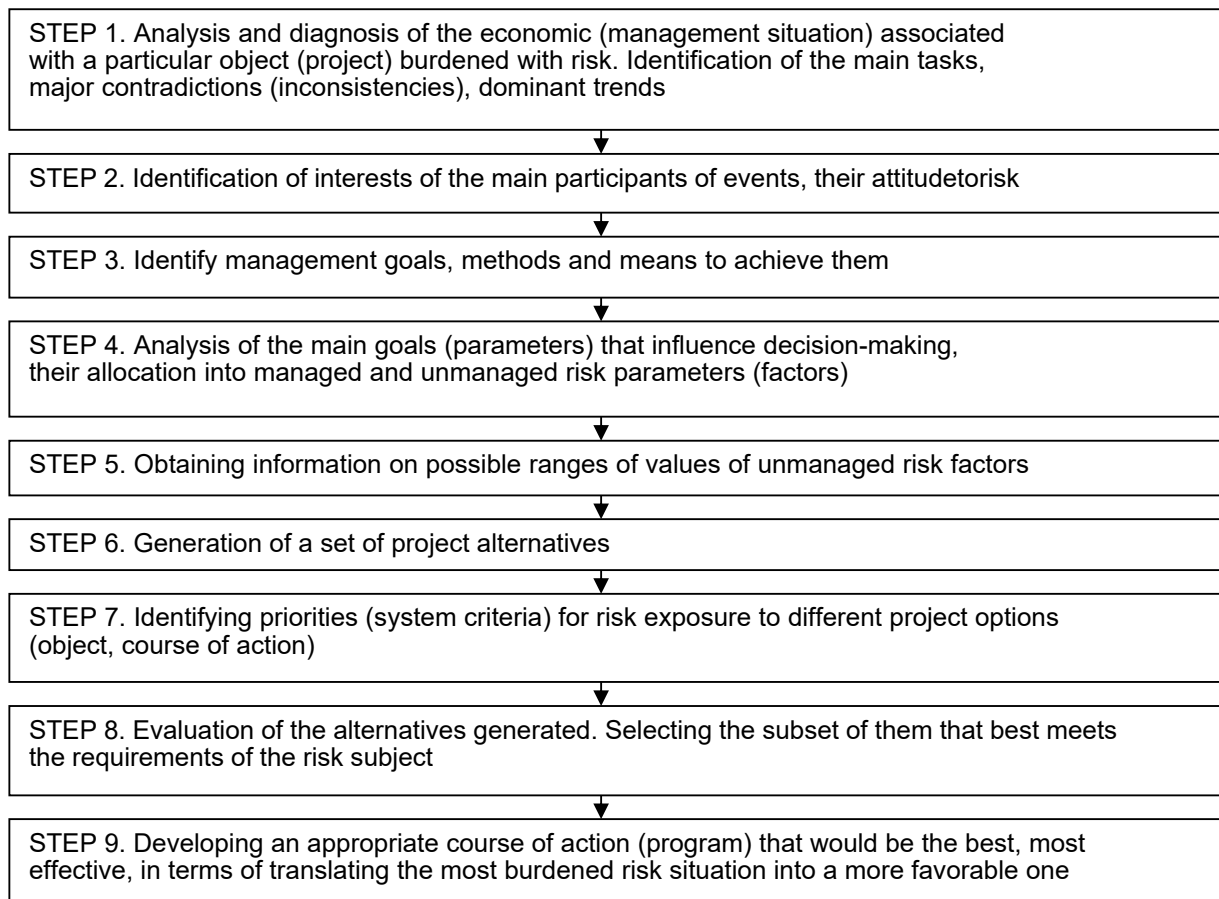 STEP 1. Analysis and diagnosis of the economic (management situation) associated
with a particular object (project) burdened with risk. Identification of the main tasks,
major contradictions (inconsistencies), dominant trends
STEP 2. Identification of interests of the main participants of events, their attitudetorisk
STEP 3. Identify management goals, methods and means to achieve them
STEP 4. Analysis of the main goals (parameters) that influence decision-making,
their allocation into managed and unmanaged risk parameters (factors)
STEP 5. Obtaining information on possible ranges of values of unmanaged risk factors
STEP 6. Generation of a set of project alternatives
STEP 7. Identifying priorities (system criteria) for risk exposure to different project options
(object, course of action)
STEP 8. Evaluation of the alternatives generated. Selecting the subset of them that best meets
the requirements of the risk subject
STEP 9. Developing an appropriate course of action (program) that would be the best, most
effective, in terms of translating the most burdened risk situation into a more favorable one